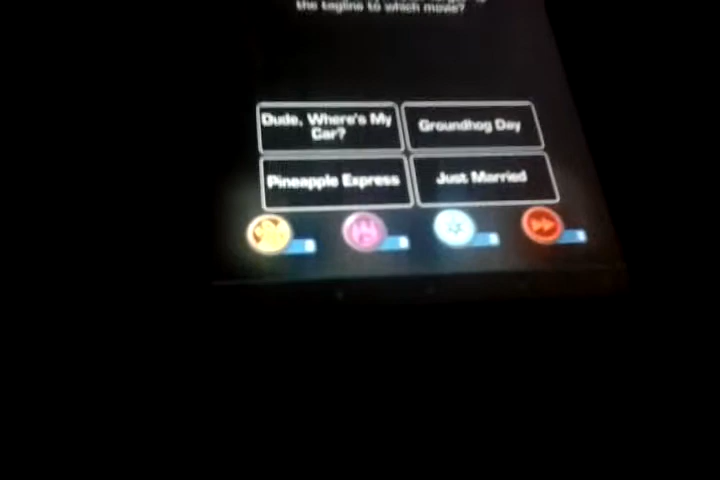 the tagline to which movie?
Dude, Where's My
Car?
Groundhog Day
Pineapple Express
Just Married